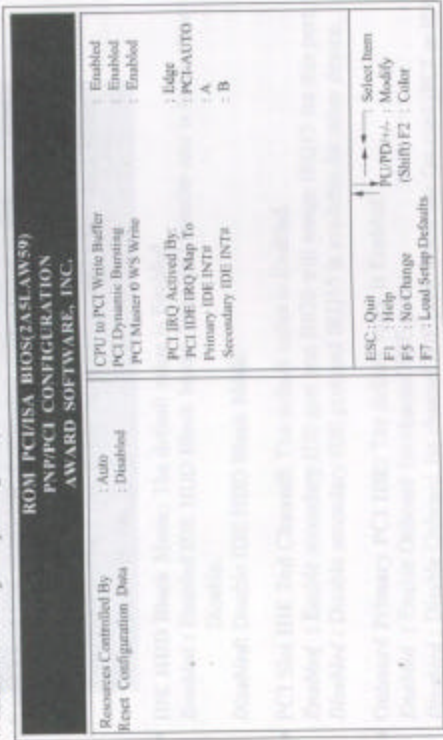 ROM PCI/ISA BIOS(2A5LAW59)
PNP/PCI CONFIGURATION
AWARD SOFTWARE, INC.
Resources Controlled By : Auto
Reset Configuration Data : Disabled
CPU to PCI Write Buffer : Enabled
PCI Dynamic Bursting : Enabled
PCI Master 0 WS Write : Enabled
PCI IRQ Actived By : Edge
PCI IDE IRQ Map To : PCI-AUTO
Primary IDE INT# : A
Secondary IDE INT# : B
ESC : Quit ↑↓→← : Select Item
F1 : Help PU/PD/+/- : Modify
F5 : No Change (Shift) F2 : Color
F7 : Load Setup Defaults